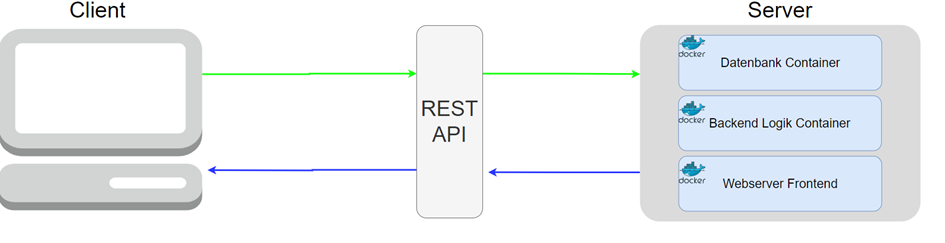 Client
Server
REST
API
docker
Datenbank Container
docker
Backend Logik Container
docker
Webserver Frontend